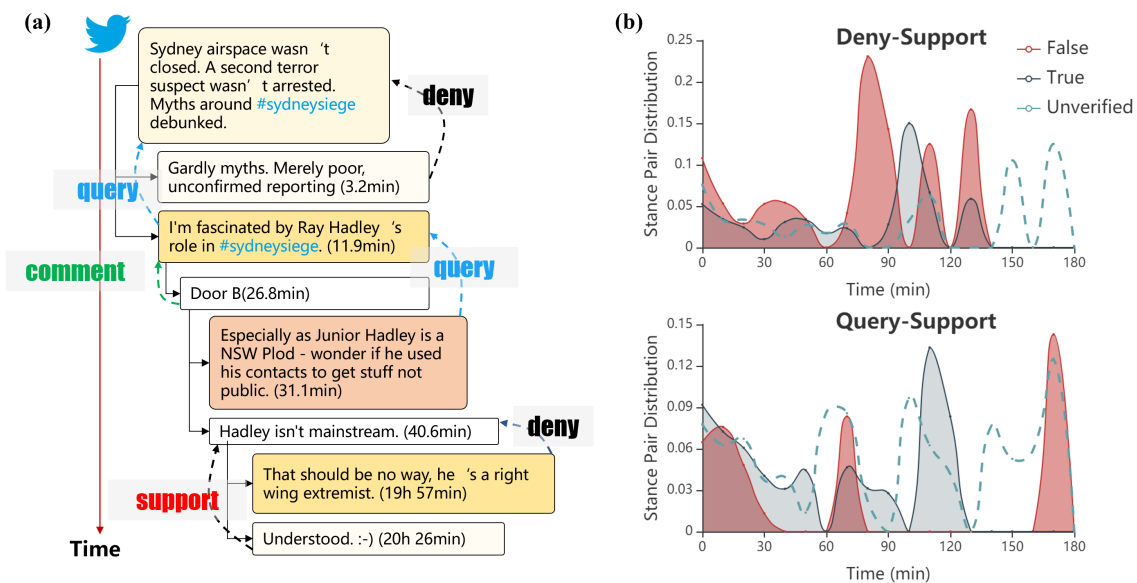 (a)
Sydney airspace wasn ‘t
closed. A second terror
suspect wasn’ t arrested.
Myths around #sydneysiege
debunked.
deny
Gardly myths. Merely poor,
unconfirmed reporting (3.2min)
query
I'm fascinated by Ray Hadley ‘s
role in #sydneysiege. (11.9min)
comment
query
Door B(26.8min)
Especially as Junior Hadley is a
NSW Plod - wonder if he used
his contacts to get stuff not
public. (31.1min)
Hadley isn't mainstream. (40.6min)
deny
That should be no way, he ‘s a right
wing extremist. (19h 57min)
support
Understood. :-) (20h 26min)
Time
(b)
Deny-Support
False
True
Unverified
Stance Pair Distribution
0.25
0.2
0.15
0.1
0.05
0
0 30 60 90 120 150 180
Time (min)
Query-Support
Stance Pair Distribution
0.15
0.12
0.09
0.06
0.03
0
0 30 60 90 120 150 180
Time (min)